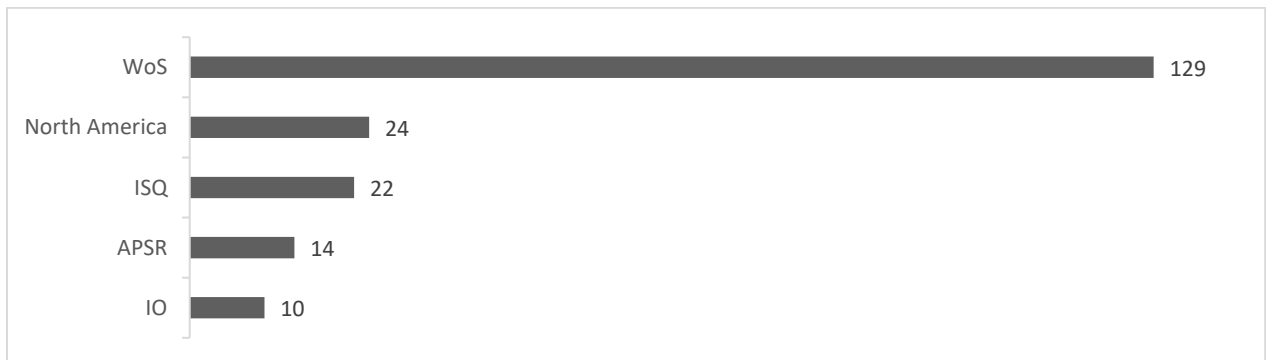 WoS 129
North America 24
ISQ 22
APSR 14
IO 10